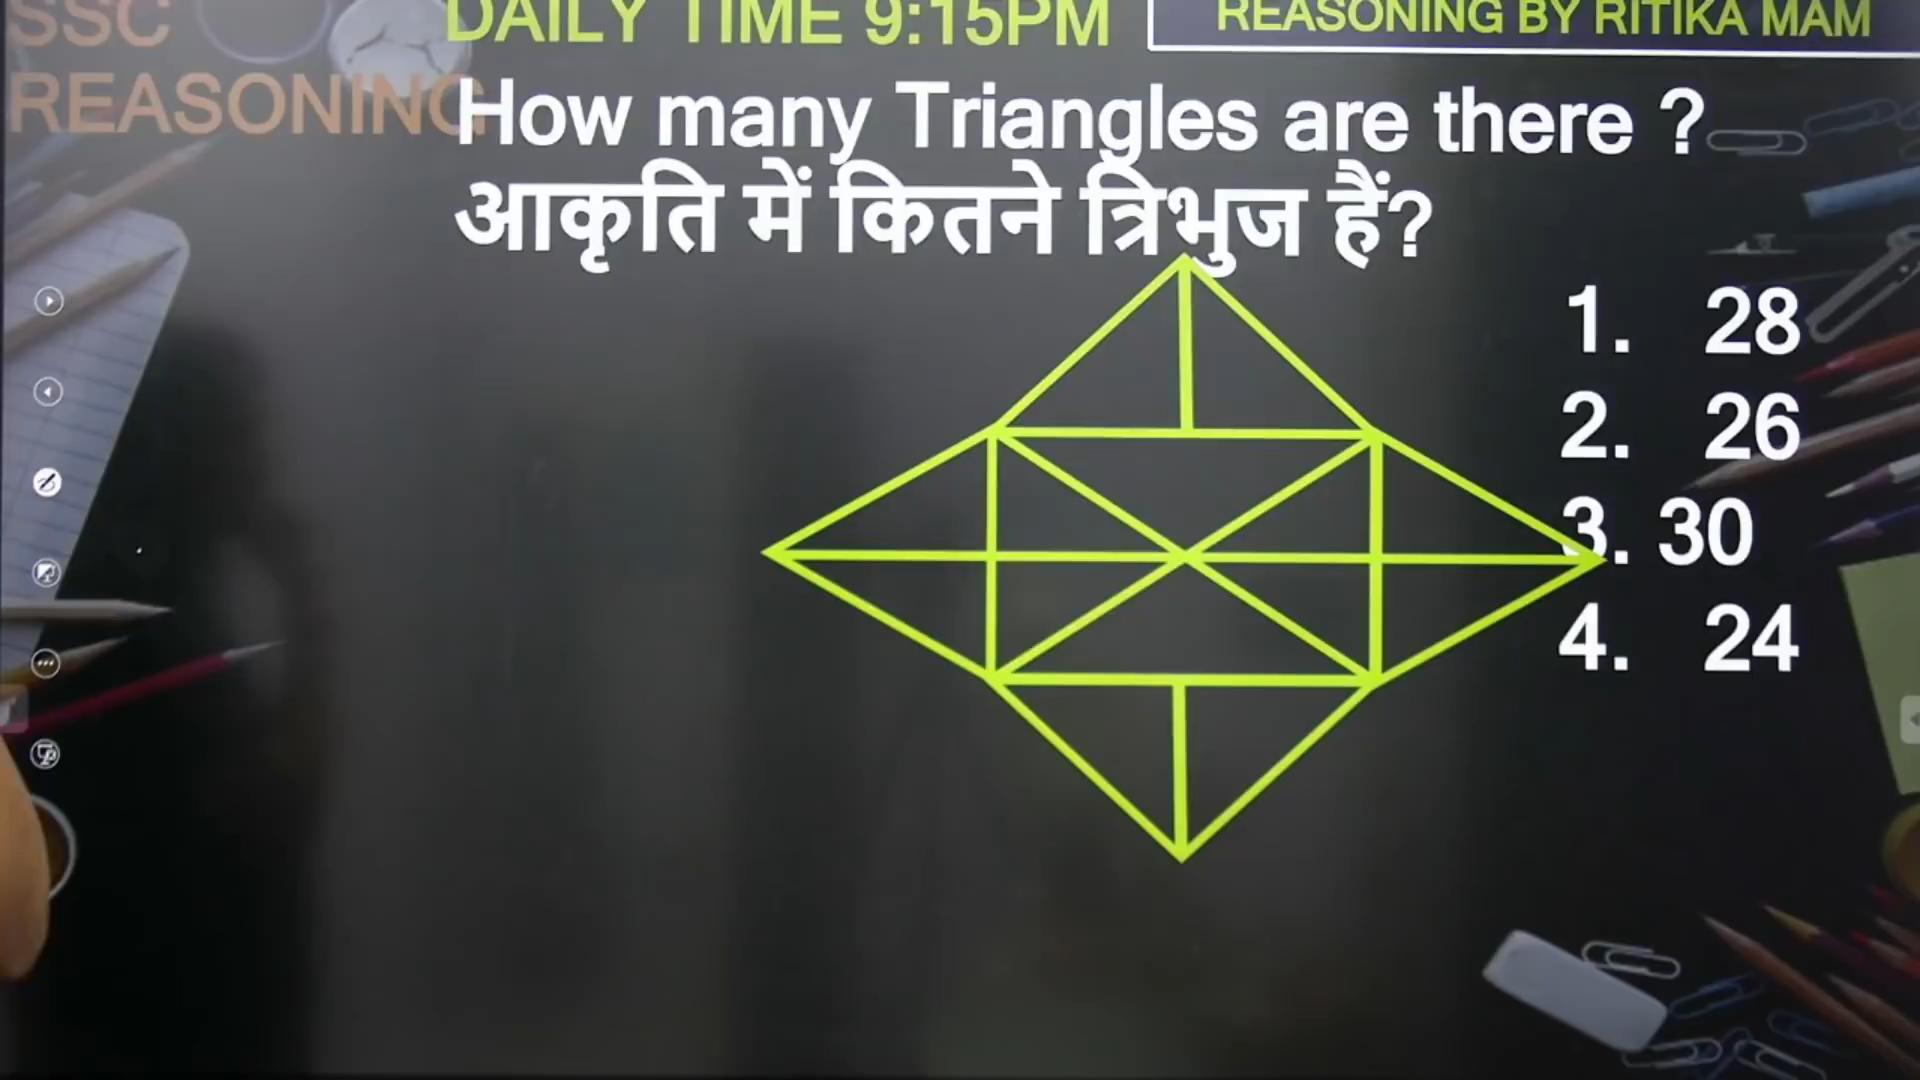 SSC
REASONING
DAILY TIME 9:15PM
REASONING BY RITIKA MAM
How many Triangles are there ?
आकृति में कितने त्रिभुज हैं?
1. 28
2. 26
3. 30
4. 24